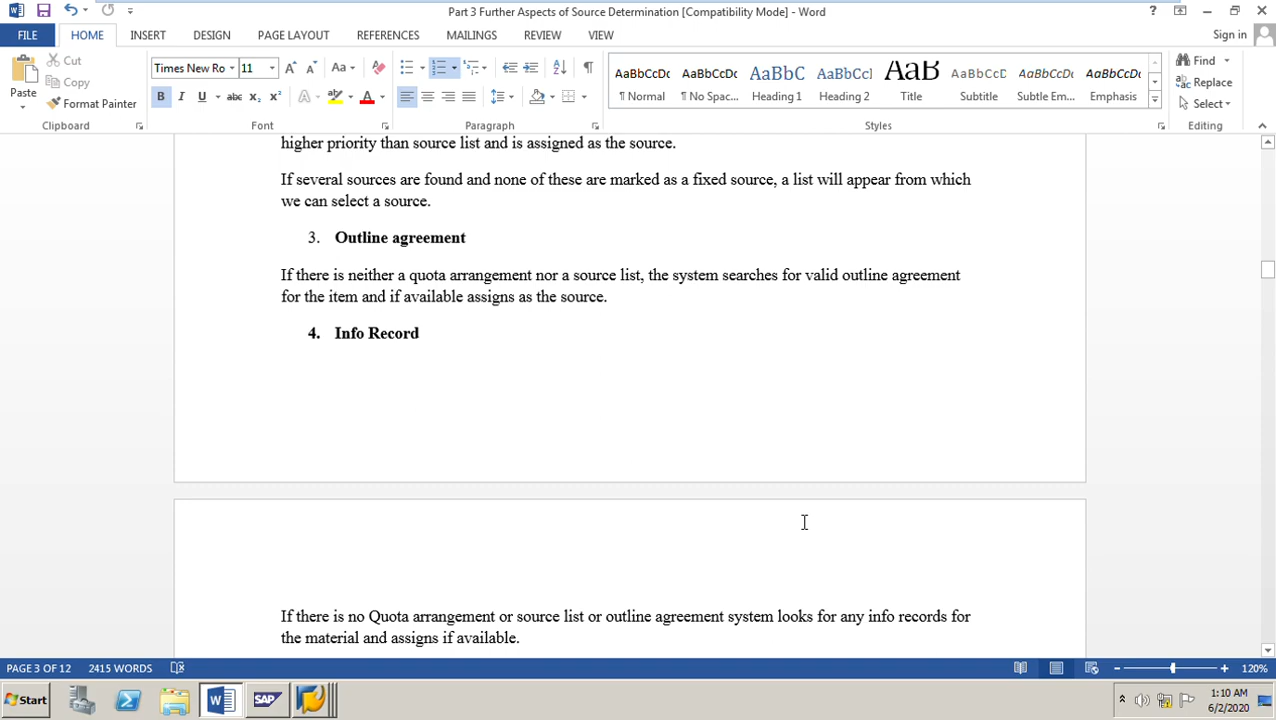 Part 3 Further Aspects of Source Determination [Compatibility Mode] - Word
FILE HOME INSERT DESIGN PAGE LAYOUT REFERENCES MAILINGS REVIEW VIEW Sign in
Paste
Cut
Copy
Format Painter
Clipboard
Times New Ro 11
Font
Paragraph
AaBbCcDc AaBbCcDc AaBbC AaBbCcI AaB AaBbCcD AaBbCcDc AaBbCcDc
¶ Normal ¶ No Spac... Heading 1 Heading 2 Title Subtitle Subtle Em... Emphasis
Styles
Find
Replace
Select
Editing
higher priority than source list and is assigned as the source.
If several sources are found and none of these are marked as a fixed source, a list will appear from which
we can select a source.
3. Outline agreement
If there is neither a quota arrangement nor a source list, the system searches for valid outline agreement
for the item and if available assigns as the source.
4. Info Record
If there is no Quota arrangement or source list or outline agreement system looks for any info records for
the material and assigns if available.
PAGE 3 OF 12 2415 WORDS 120%
Start SAP 1:10 AM
6/2/2020